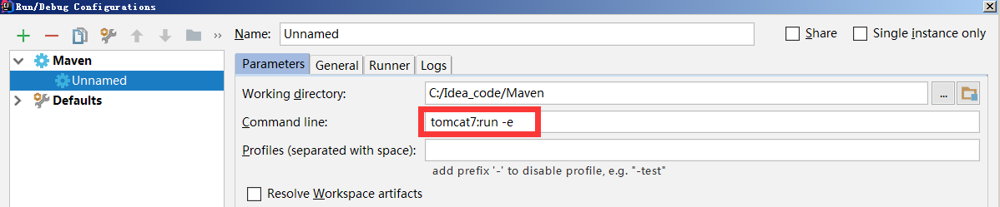 Run/Debug Configurations
Name: Unnamed Share Single instance only
Maven
Unnamed
Defaults
Parameters General Runner Logs
Working directory: C:/Idea_code/Maven ...
Command line: tomcat7:run -e
Profiles (separated with space):
add prefix '-' to disable profile, e.g. "-test"
Resolve Workspace artifacts